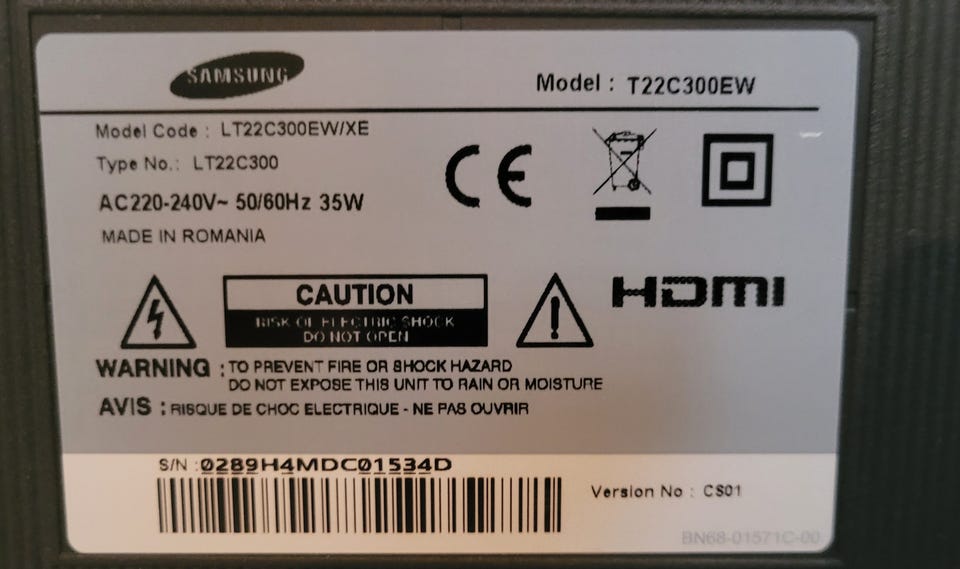 SAMSUNG
Model : T22C300EW
Model Code : LT22C300EW/XE
Type No.: LT22C300
AC220-240V~ 50/60Hz 35W
MADE IN ROMANIA
CE
CAUTION
RISK OF ELECTRIC SHOCK
DO NOT OPEN
HDMI
WARNING : TO PREVENT FIRE OR SHOCK HAZARD
DO NOT EXPOSE THIS UNIT TO RAIN OR MOISTURE
AVIS : RISQUE DE CHOC ELECTRIQUE - NE PAS OUVRIR
S/N : 0289H4MDC01534D
Version No : CS01
BN68-01571C-00